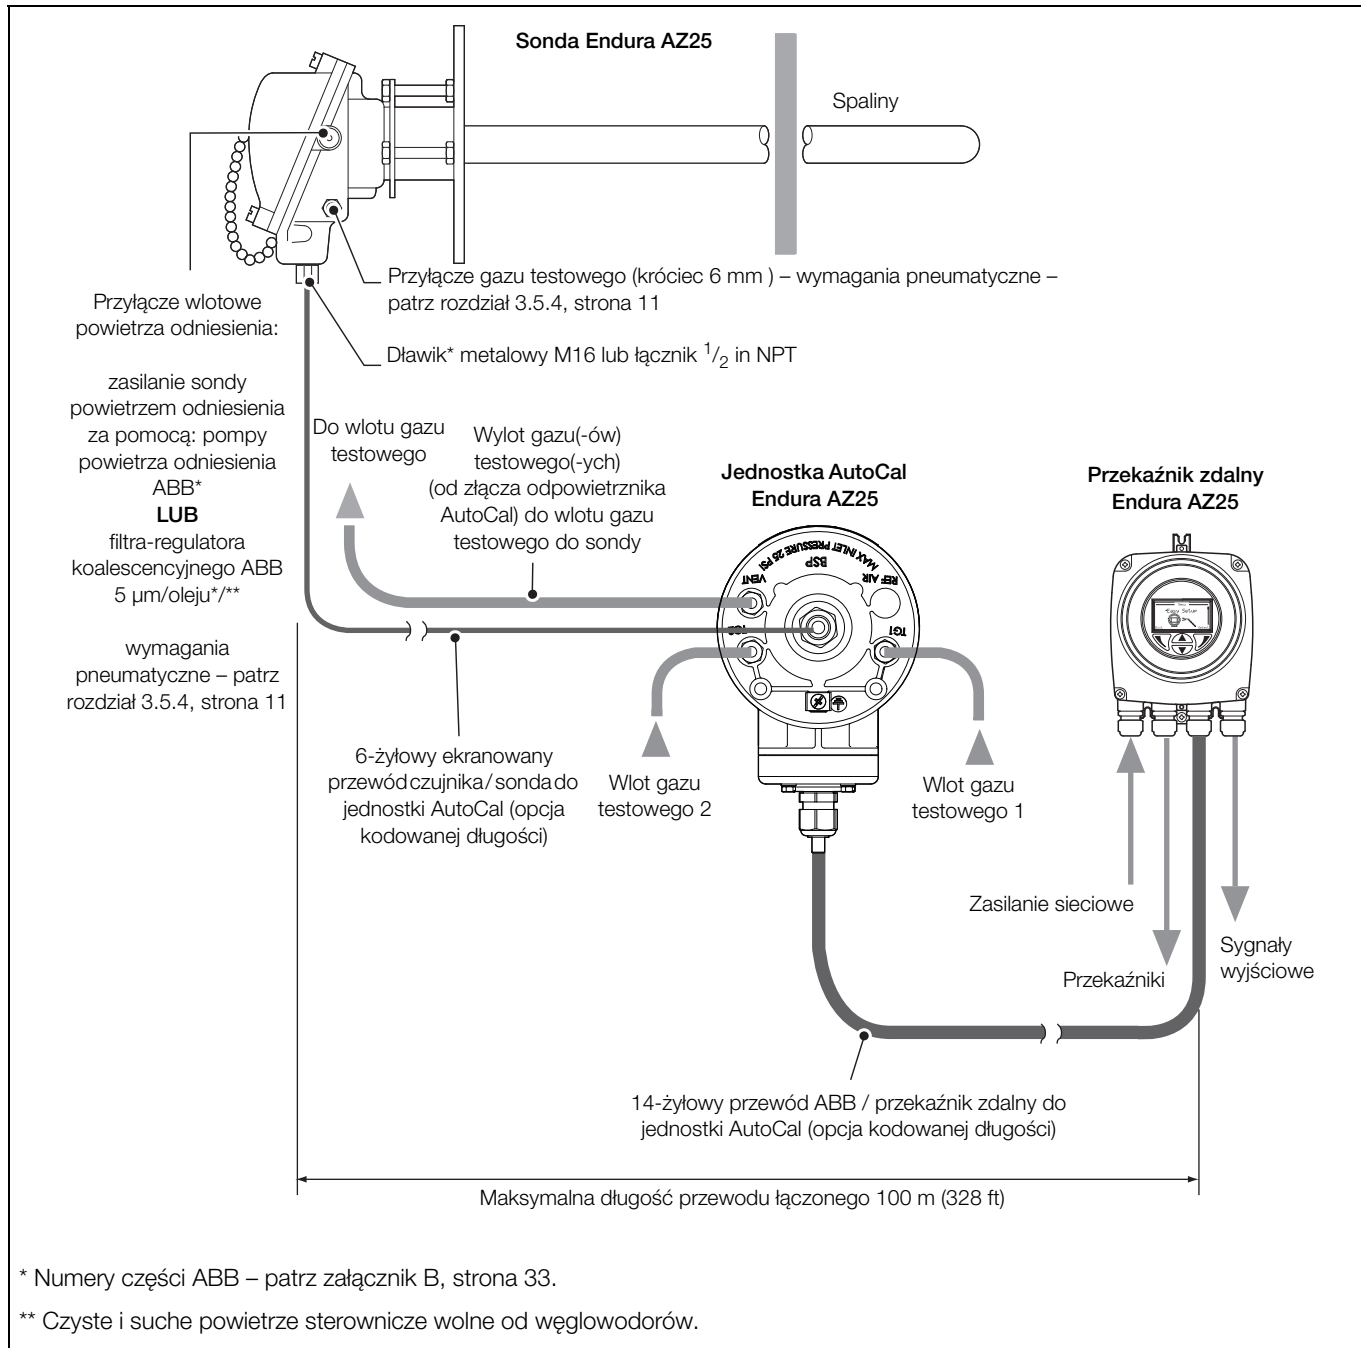 Sonda Endura AZ25
Spaliny
Przyłącze gazu testowego (króciec 6 mm ) – wymagania pneumatyczne –
patrz rozdział 3.5.4, strona 11
Dławik* metalowy M16 lub łącznik 1/2 in NPT
Przyłącze wlotowe
powietrza odniesienia:
zasilanie sondy
powietrzem odniesienia
za pomocą: pompy
powietrza odniesienia
ABB*
LUB
filtra-regulatora
koalescencyjnego ABB
5 µm/oleju*/**
wymagania
pneumatyczne – patrz
rozdział 3.5.4, strona 11
Do wlotu gazu
testowego
Wylot gazu(-ów)
testowego(-ych)
(od złącza odpowietrznika
AutoCal) do wlotu gazu
testowego do sondy
Jednostka AutoCal
Endura AZ25
Przekaźnik zdalny
Endura AZ25
MAX INLET PRESSURE 25 PSI
BSP
VENT
REF AIR
TG2
TG1
Easy Setup
6-żyłowy ekranowany
przewód czujnika / sonda do
jednostki AutoCal (opcja
kodowanej długości)
Wlot gazu
testowego 2
Wlot gazu
testowego 1
Zasilanie sieciowe
Przekaźniki
Sygnały
wyjściowe
14-żyłowy przewód ABB / przekaźnik zdalny do
jednostki AutoCal (opcja kodowanej długości)
Maksymalna długość przewodu łączonego 100 m (328 ft)
* Numery części ABB – patrz załącznik B, strona 33.
** Czyste i suche powietrze sterownicze wolne od węglowodorów.